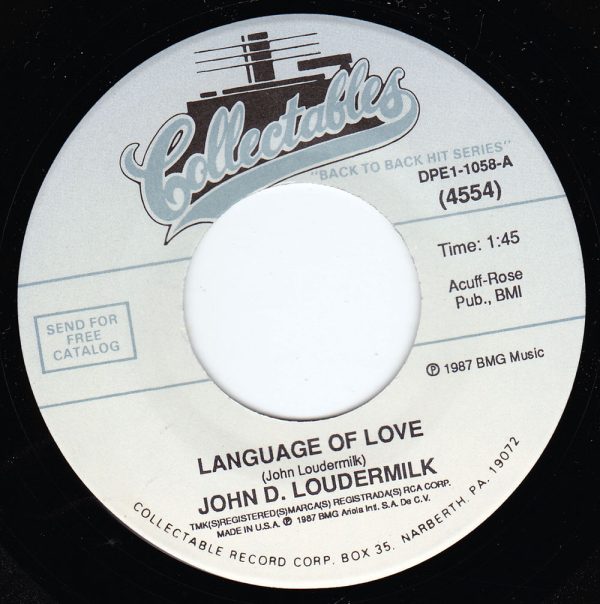 Collectables
"BACK TO BACK HIT SERIES"
DPE1-1058-A
(4554)
Time: 1:45
Acuff-Rose
Pub., BMI
SEND FOR
FREE
CATALOG
℗ 1987 BMG Music
LANGUAGE OF LOVE
(John Loudermilk)
JOHN D. LOUDERMILK
TMK(S)REGISTERED(S)MARCA(S) REGISTRADA(S) RCA CORP.
MADE IN U.S.A. ℗ 1987 BMG Ariola Intl. S.A. De C.V.
COLLECTABLE RECORD CORP. BOX 35, NARBERTH, PA. 19072